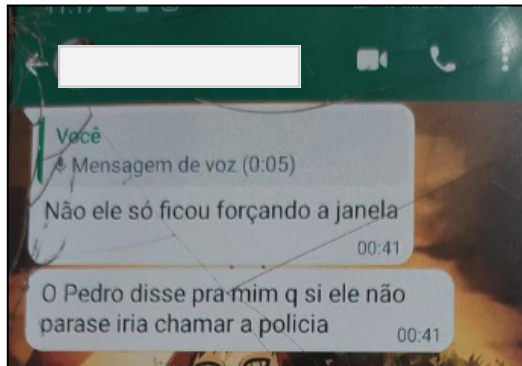 Você
Mensagem de voz (0:05)
Não ele só ficou forçando a janela
00:41
O Pedro disse pra mim q si ele não
parase iria chamar a policia
00:41